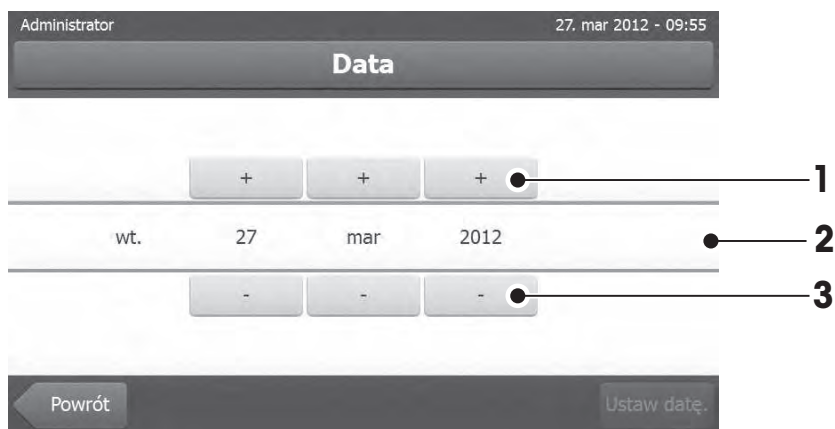 Administrator 27. mar 2012 - 09:55
Data
+ + + 1
wt. 27 mar 2012 2
- - - 3
Powrót Ustaw datę.